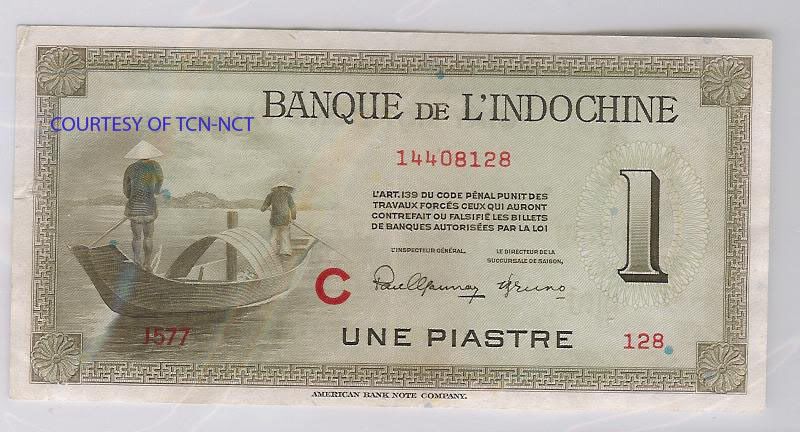 BANQUE DE L'INDOCHINE
COURTESY OF TCN-NCT
14408128
L'ART. 139 DU CODE PÉNAL PUNIT DES
TRAVAUX FORCÉS CEUX QUI AURONT
CONTREFAIT OU FALSIFIÉ LES BILLETS
DE BANQUES AUTORISÉES PAR LA LOI
1
L'INSPECTEUR GÉNÉRAL,
LE DIRECTEUR DE LA
SUCCURSALE DE SAIGON,
C
J577
UNE PIASTRE
128
AMERICAN BANK NOTE COMPANY.